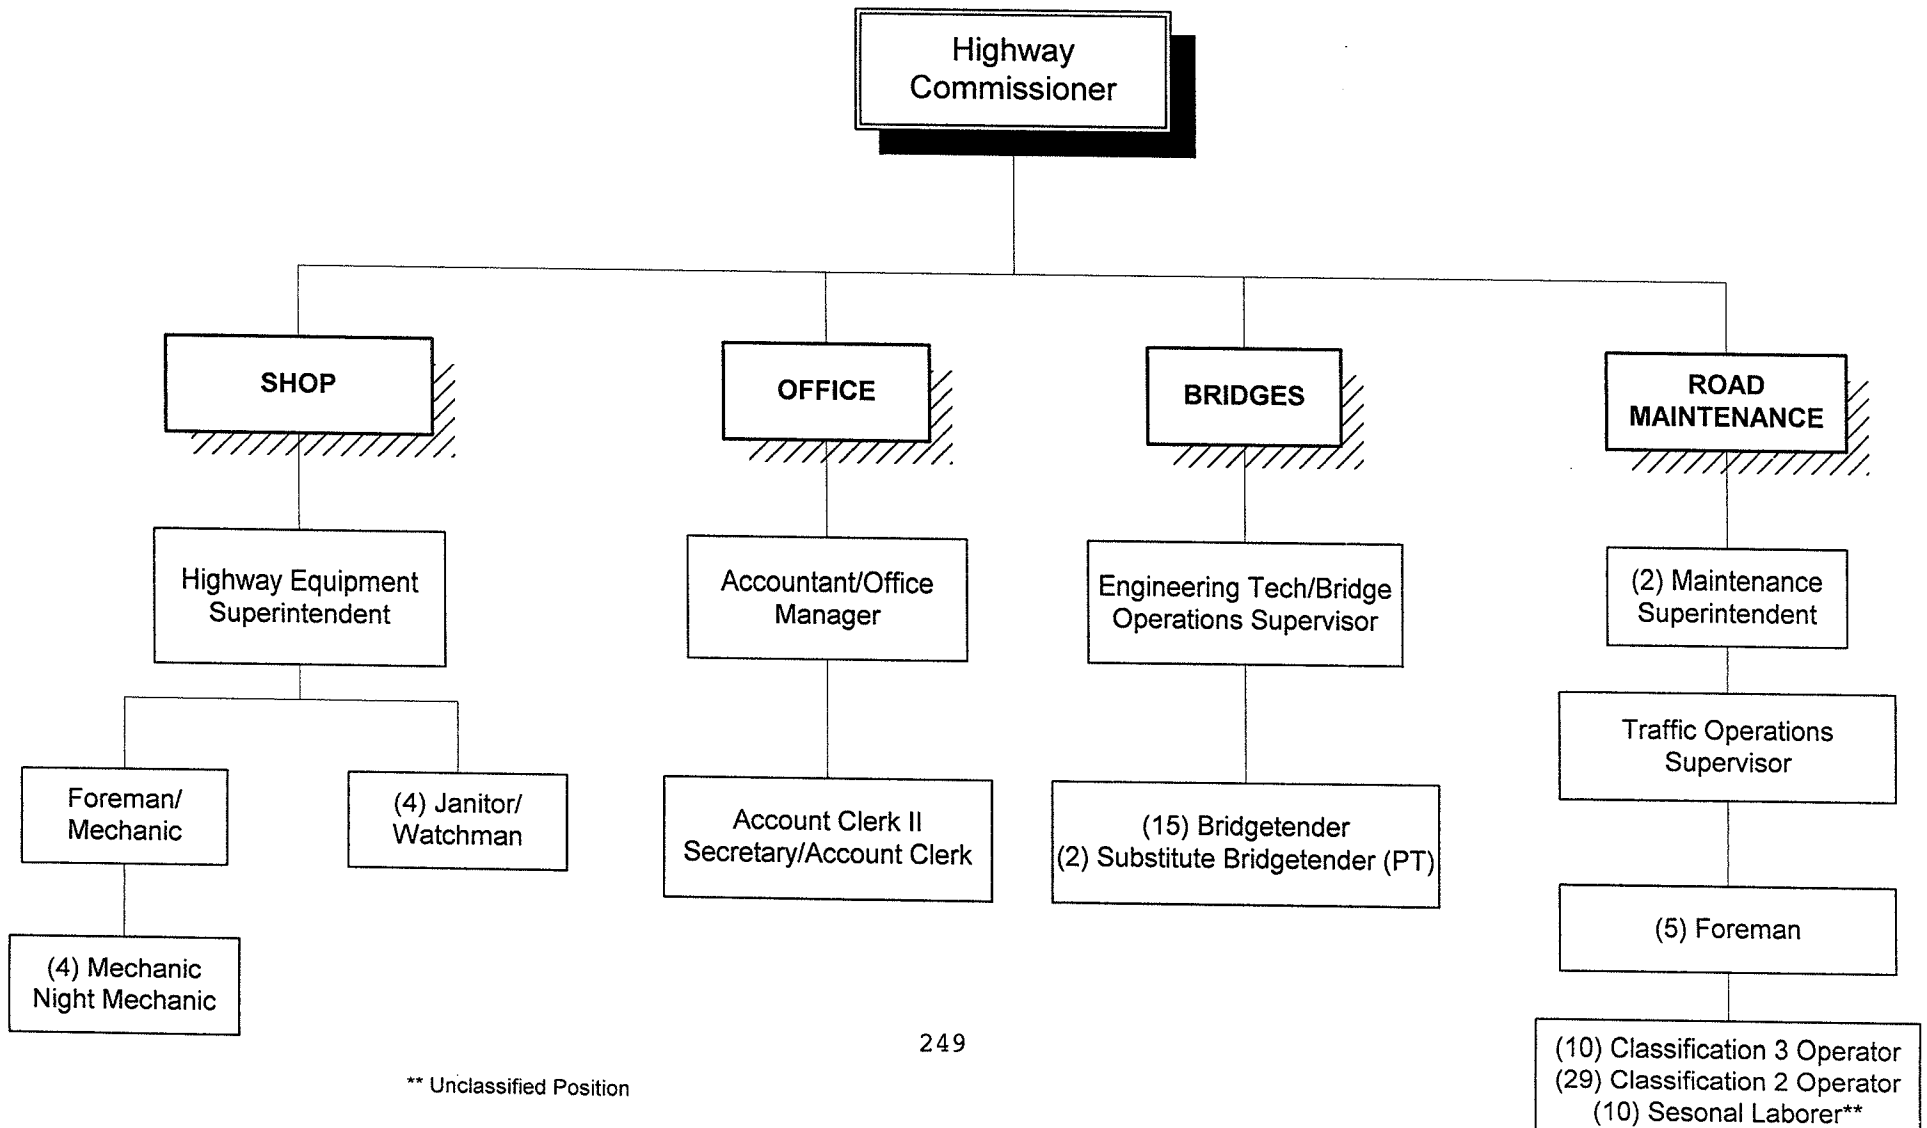 Highway
Commissioner
SHOP
OFFICE
BRIDGES
ROAD
MAINTENANCE
Highway Equipment
Superintendent
Accountant/Office
Manager
Engineering Tech/Bridge
Operations Supervisor
(2) Maintenance
Superintendent
Traffic Operations
Supervisor
Foreman/
Mechanic
(4) Janitor/
Watchman
Account Clerk II
Secretary/Account Clerk
(15) Bridgetender
(2) Substitute Bridgetender (PT)
(5) Foreman
(4) Mechanic
Night Mechanic
(10) Classification 3 Operator
(29) Classification 2 Operator
(10) Sesonal Laborer**
249
** Unclassified Position